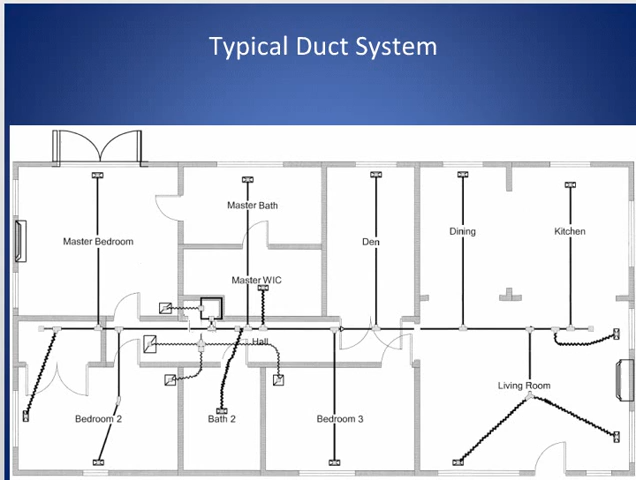 Typical Duct System
Master Bath
Master Bedroom
Den
Dining
Kitchen
Master WIC
Hall
Living Room
Bedroom 2
Bath 2
Bedroom 3